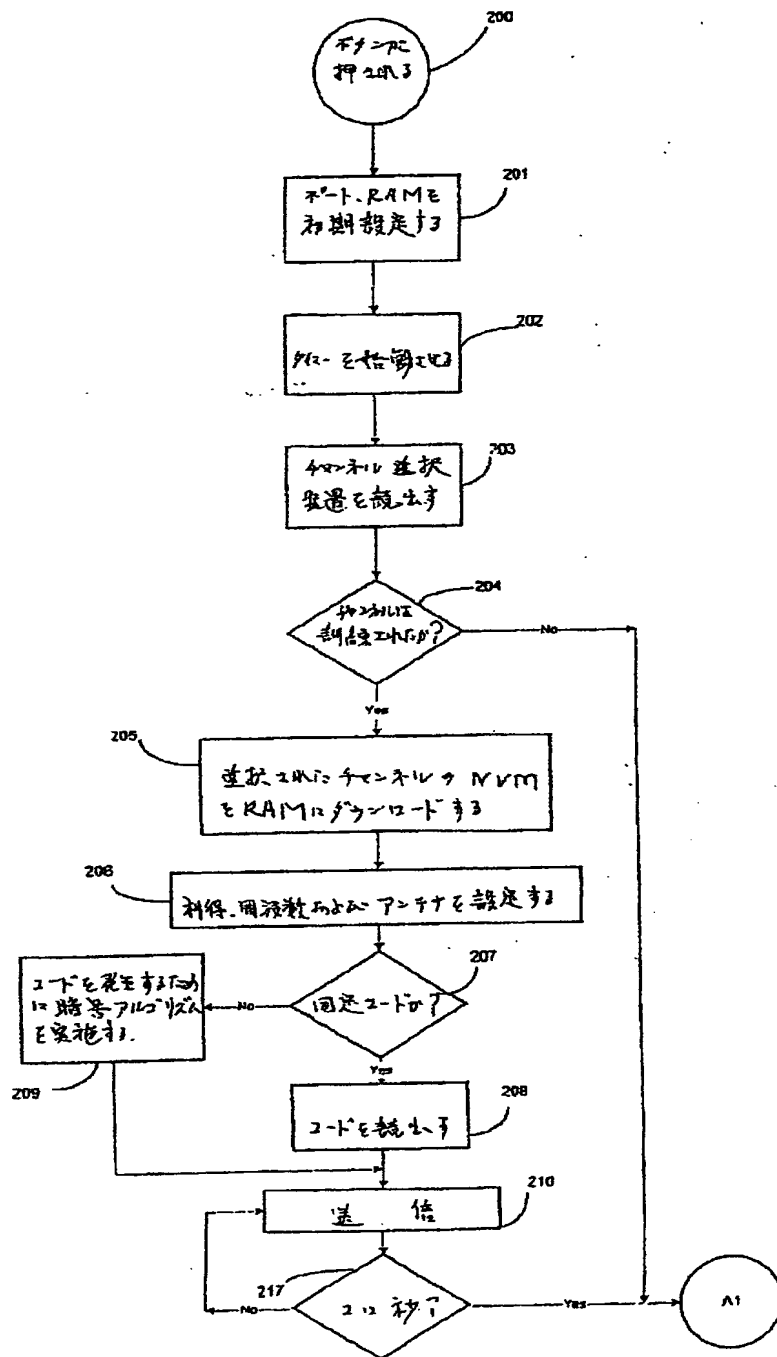 200
ボタンが
押される
201
ポート、RAMを
初期設定する
202
タイマーを始動させる
203
チャンネル選択
装置を読出す
204
チャンネルは
されたか?
No
Yes
205
選択されたチャンネルのNVM
をRAMにダウンロードする
206
利得、周波数およびアンテナを設定する
207
固定コードか?
No
Yes
コードを発生するため
に暗号アルゴリズム
を実施する.
209
208
コードを読出す
210
送信
217
秒?
No
Yes
A1